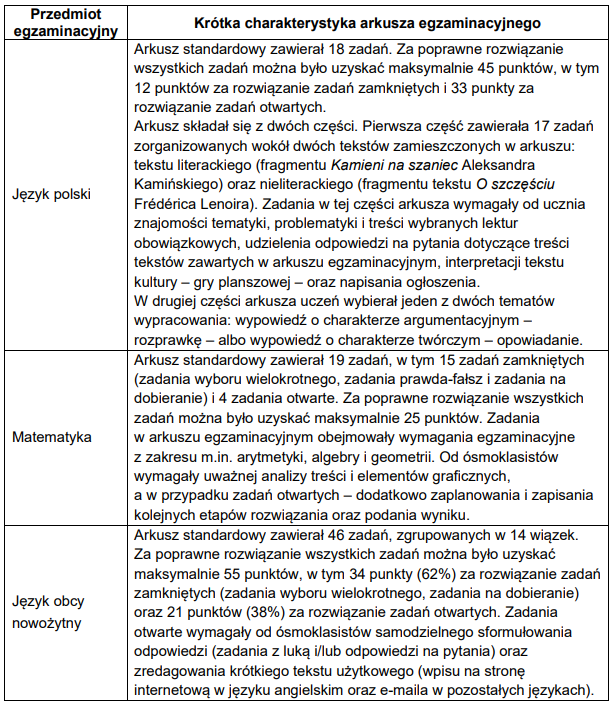 Przedmiot
egzaminacyjny
Krótka charakterystyka arkusza egzaminacyjnego
Język polski
Arkusz standardowy zawierał 18 zadań. Za poprawne rozwiązanie
wszystkich zadań można było uzyskać maksymalnie 45 punktów, w tym
12 punktów za rozwiązanie zadań zamkniętych i 33 punkty za
rozwiązanie zadań otwartych.
Arkusz składał się z dwóch części. Pierwsza część zawierała 17 zadań
zorganizowanych wokół dwóch tekstów zamieszczonych w arkuszu:
tekstu literackiego (fragmentu Kamieni na szaniec Aleksandra
Kamińskiego) oraz nieliterackiego (fragmentu tekstu O szczęściu
Frédérica Lenoira). Zadania w tej części arkusza wymagały od ucznia
znajomości tematyki, problematyki i treści wybranych lektur
obowiązkowych, udzielenia odpowiedzi na pytania dotyczące treści
tekstów zawartych w arkuszu egzaminacyjnym, interpretacji tekstu
kultury – gry planszowej – oraz napisania ogłoszenia.
W drugiej części arkusza uczeń wybierał jeden z dwóch tematów
wypracowania: wypowiedź o charakterze argumentacyjnym –
rozprawkę – albo wypowiedź o charakterze twórczym – opowiadanie.
Matematyka
Arkusz standardowy zawierał 19 zadań, w tym 15 zadań zamkniętych
(zadania wyboru wielokrotnego, zadania prawda-fałsz i zadania na
dobieranie) i 4 zadania otwarte. Za poprawne rozwiązanie wszystkich
zadań można było uzyskać maksymalnie 25 punktów. Zadania
w arkuszu egzaminacyjnym obejmowały wymagania egzaminacyjne
z zakresu m.in. arytmetyki, algebry i geometrii. Od ósmoklasistów
wymagały uważnej analizy treści i elementów graficznych,
a w przypadku zadań otwartych – dodatkowo zaplanowania i zapisania
kolejnych etapów rozwiązania oraz podania wyniku.
Język obcy
nowożytny
Arkusz standardowy zawierał 46 zadań, zgrupowanych w 14 wiązek.
Za poprawne rozwiązanie wszystkich zadań można było uzyskać
maksymalnie 55 punktów, w tym 34 punkty (62%) za rozwiązanie zadań
zamkniętych (zadania wyboru wielokrotnego, zadania na dobieranie)
oraz 21 punktów (38%) za rozwiązanie zadań otwartych. Zadania
otwarte wymagały od ósmoklasistów samodzielnego sformułowania
odpowiedzi (zadania z luką i/lub odpowiedzi na pytania) oraz
zredagowania krótkiego tekstu użytkowego (wpisu na stronę
internetową w języku angielskim oraz e-maila w pozostałych językach).